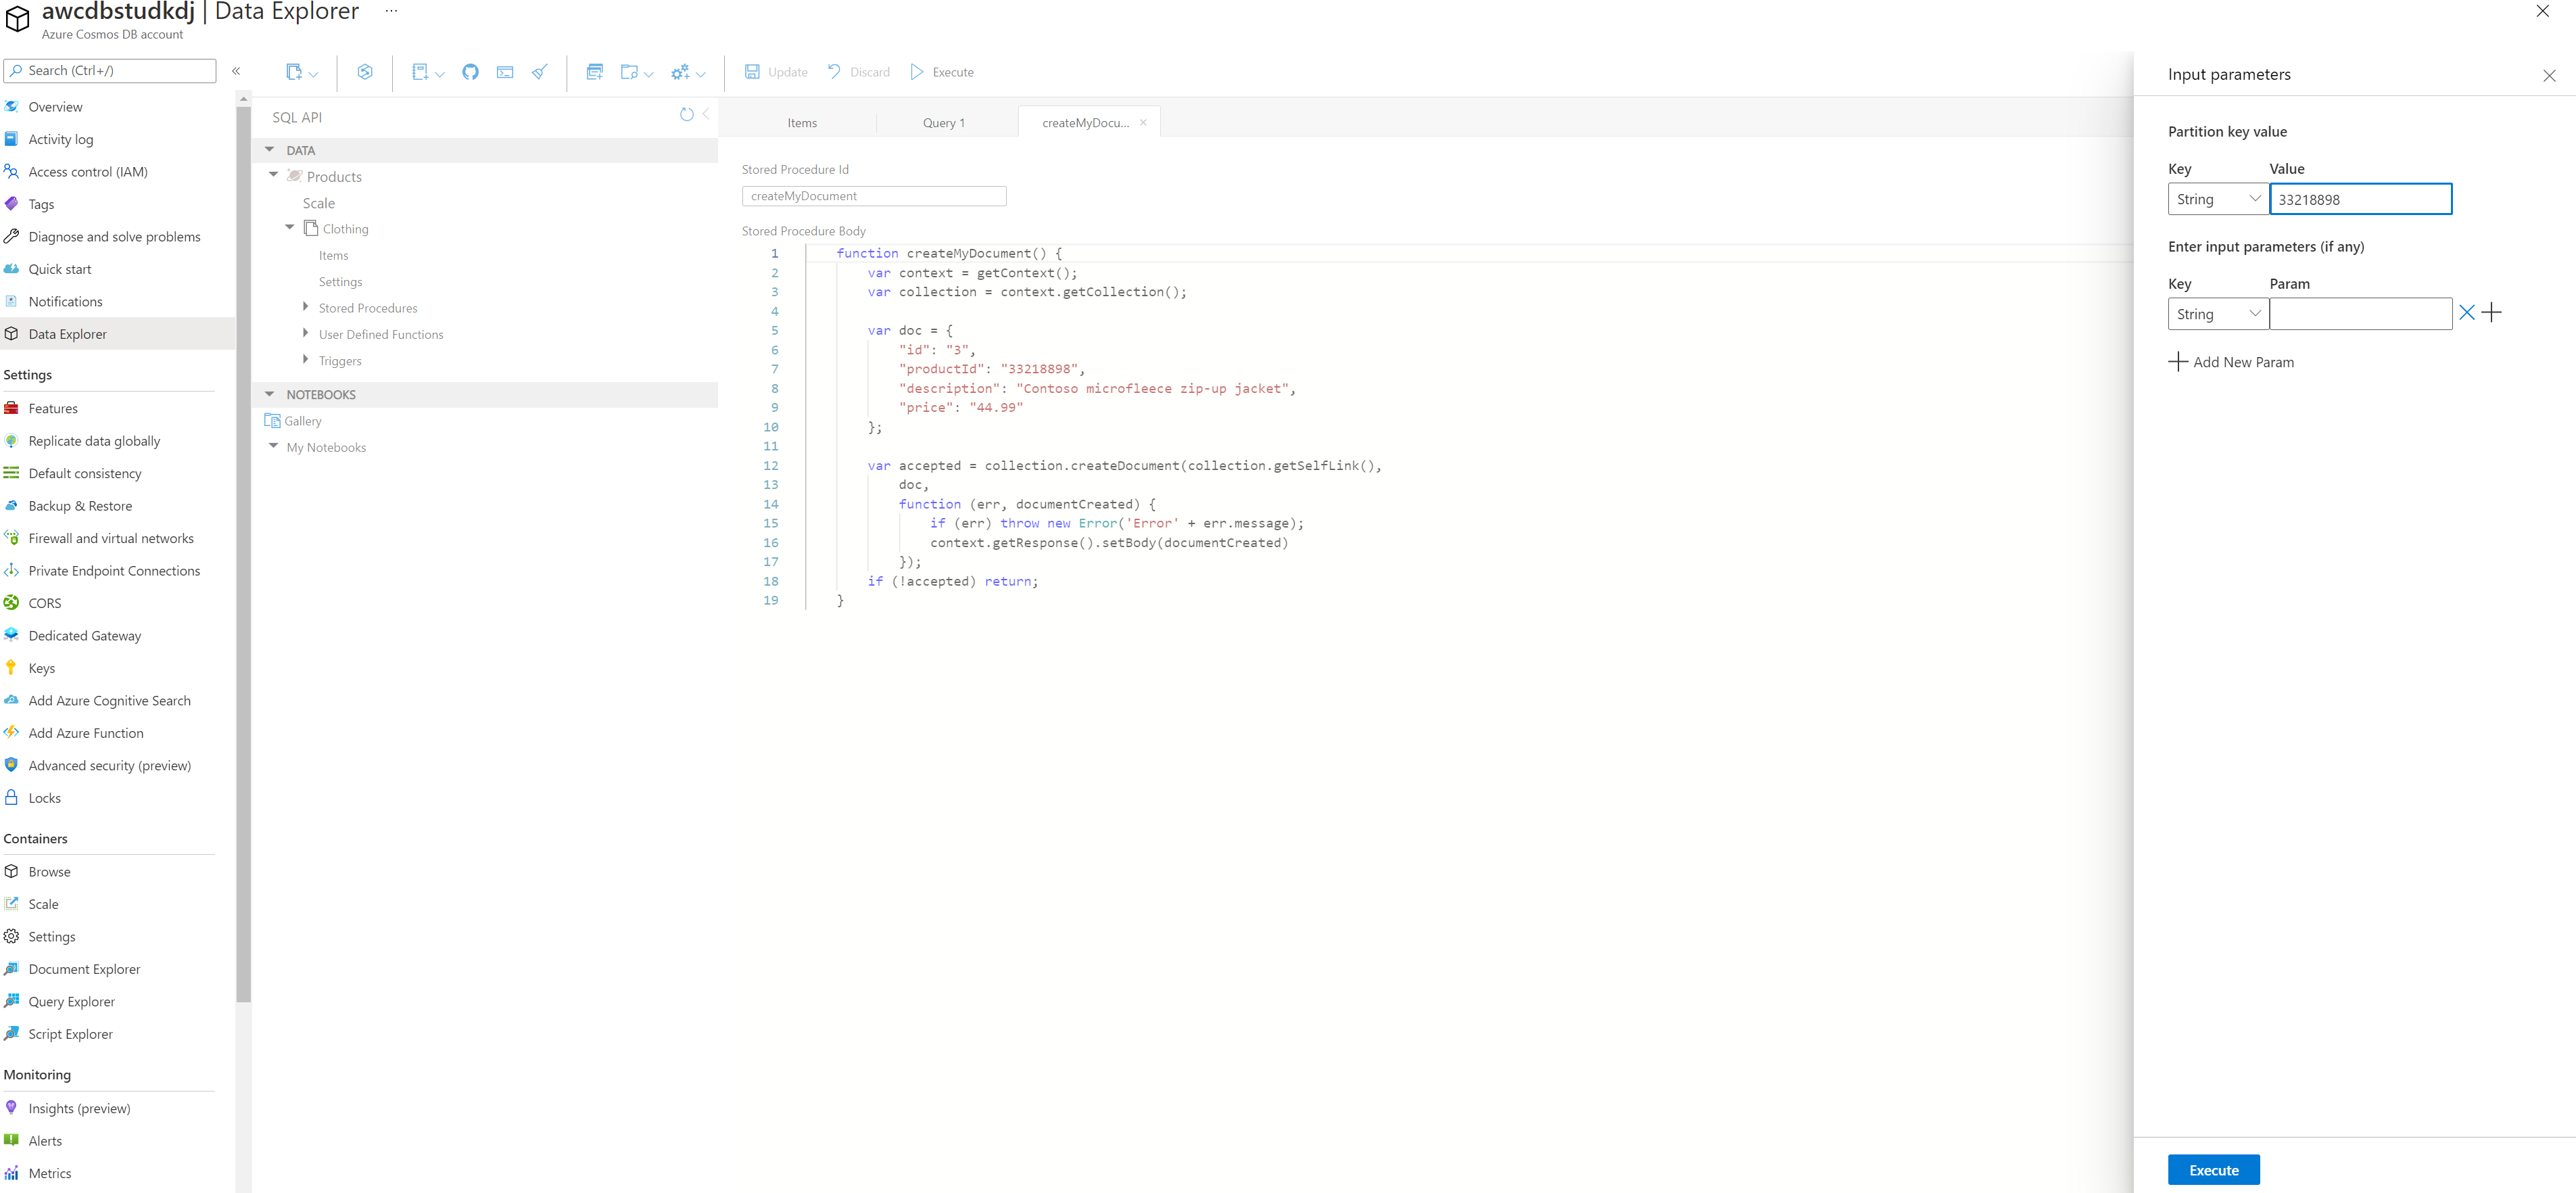 awcdbstudkdj | Data Explorer ...
Azure Cosmos DB account
Search (Ctrl+/)
Overview
Activity log
Access control (IAM)
Tags
Diagnose and solve problems
Quick start
Notifications
Data Explorer
Settings
Features
Replicate data globally
Default consistency
Backup & Restore
Firewall and virtual networks
Private Endpoint Connections
CORS
Dedicated Gateway
Keys
Add Azure Cognitive Search
Add Azure Function
Advanced security (preview)
Locks
Containers
Browse
Scale
Settings
Document Explorer
Query Explorer
Script Explorer
Monitoring
Insights (preview)
Alerts
Metrics
Update Discard Execute
SQL API
DATA
Products
Scale
Clothing
Items
Settings
Stored Procedures
User Defined Functions
Triggers
NOTEBOOKS
Gallery
My Notebooks
Items Query 1 createMyDocu...
Stored Procedure Id
createMyDocument
Stored Procedure Body
1 function createMyDocument() {
2 var context = getContext();
3 var collection = context.getCollection();
4
5 var doc = {
6 "id": "3",
7 "productId": "33218898",
8 "description": "Contoso microfleece zip-up jacket",
9 "price": "44.99"
10 };
11
12 var accepted = collection.createDocument(collection.getSelfLink(),
13 doc,
14 function (err, documentCreated) {
15 if (err) throw new Error('Error' + err.message);
16 context.getResponse().setBody(documentCreated)
17 });
18 if (!accepted) return;
19 }
Input parameters
Partition key value
Key Value
String 33218898
Enter input parameters (if any)
Key Param
String
Add New Param
Execute